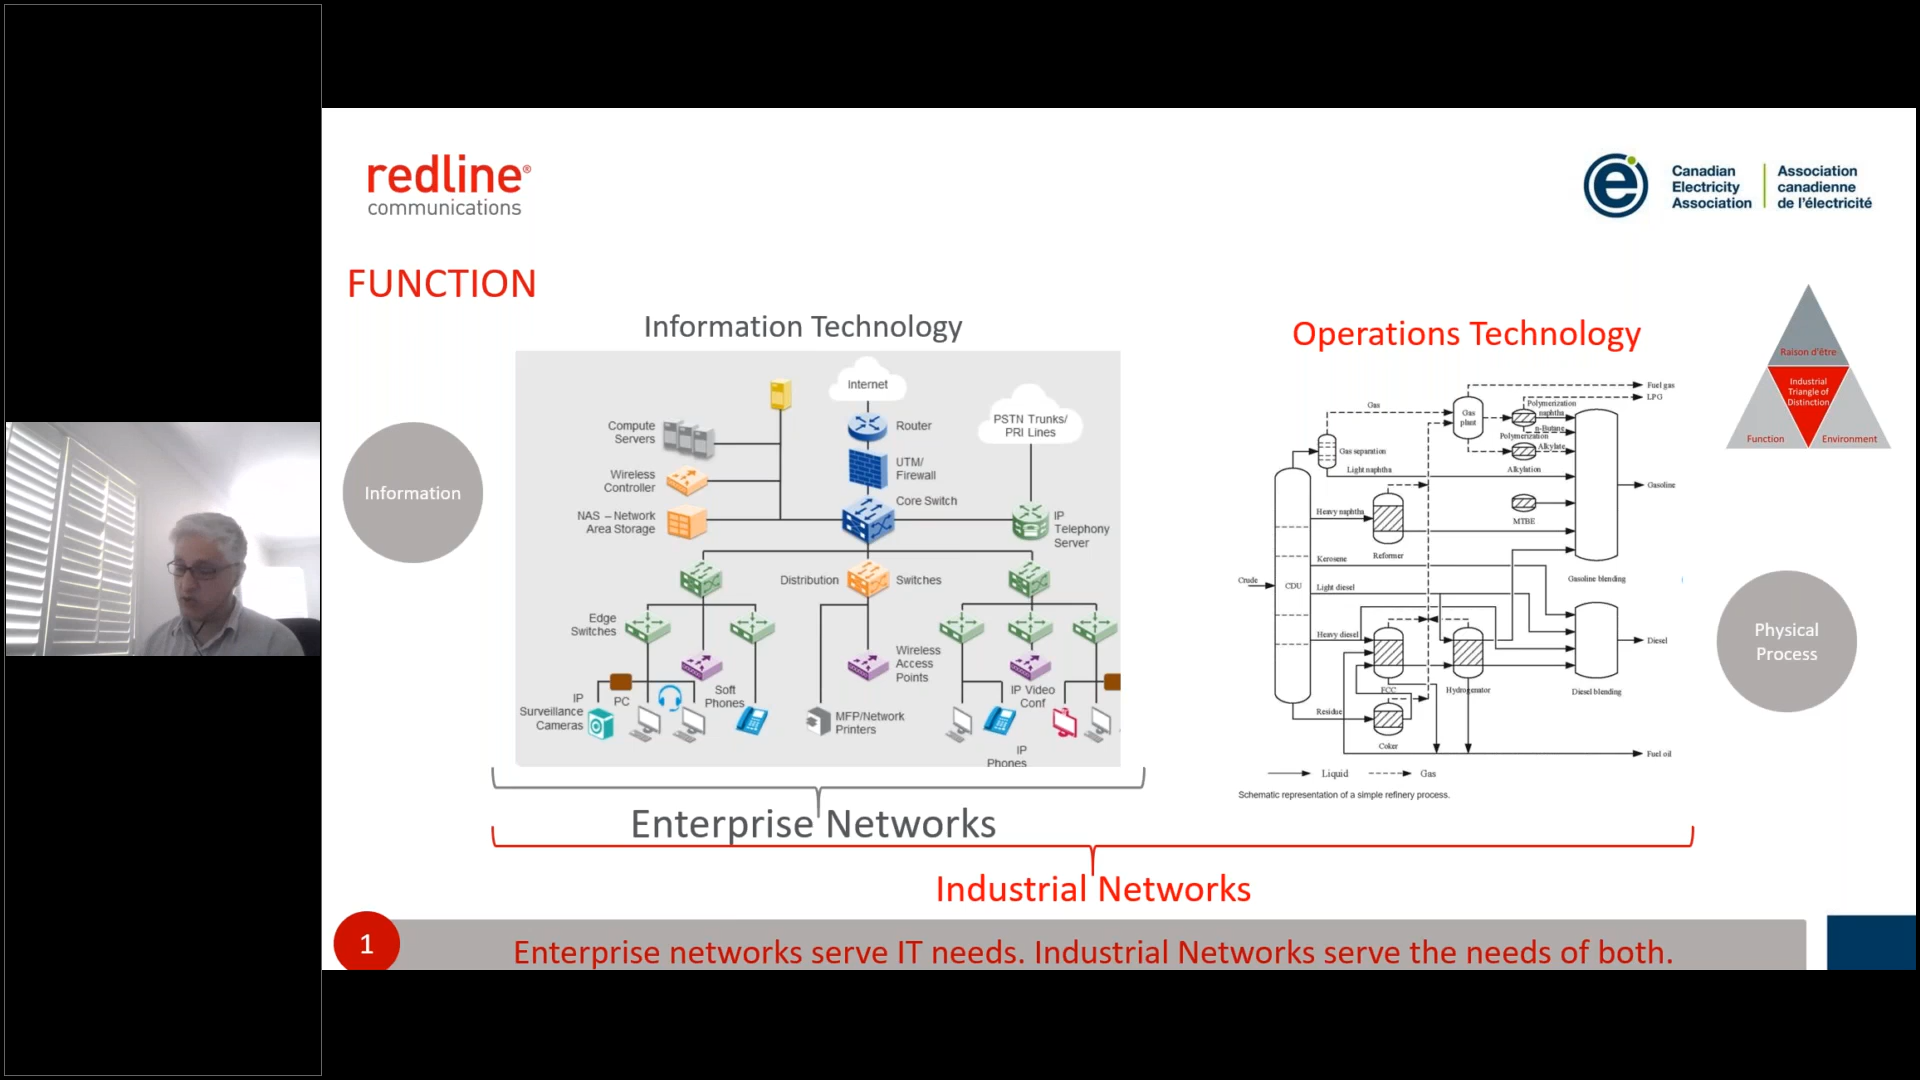 redline®
communications
Canadian
Electricity
Association
Association
canadienne
de l'électricité
FUNCTION
Information Technology
Operations Technology
Raison d'être
Industrial
Triangle of
Distinction
Function
Environment
Information
Internet
PSTN Trunks/
PRI Lines
Compute
Servers
Router
Wireless
Controller
UTM/
Firewall
Core Switch
NAS – Network
Area Storage
IP
Telephony
Server
Distribution
Switches
Edge
Switches
Wireless
Access
Points
IP
Surveillance
Cameras
PC
Soft
Phones
MFP/Network
Printers
IP Video
Conf
IP
Phones
Fuel gas
LPG
Gas
Gas
plant
Polymerization
naphtha
n-Butane
Polymerization
Alkylate
Gas separation
Light naphtha
Alkylation
Gasoline
Heavy naphtha
MTBE
Reformer
Kerosene
Gasoline blending
Crude
CDU
Light diesel
Heavy diesel
Diesel
FCC
Hydrogenator
Diesel blending
Residue
Coker
Fuel oil
Liquid
Gas
Schematic representation of a simple refinery process.
Physical
Process
Enterprise Networks
Industrial Networks
1
Enterprise networks serve IT needs. Industrial Networks serve the needs of both.